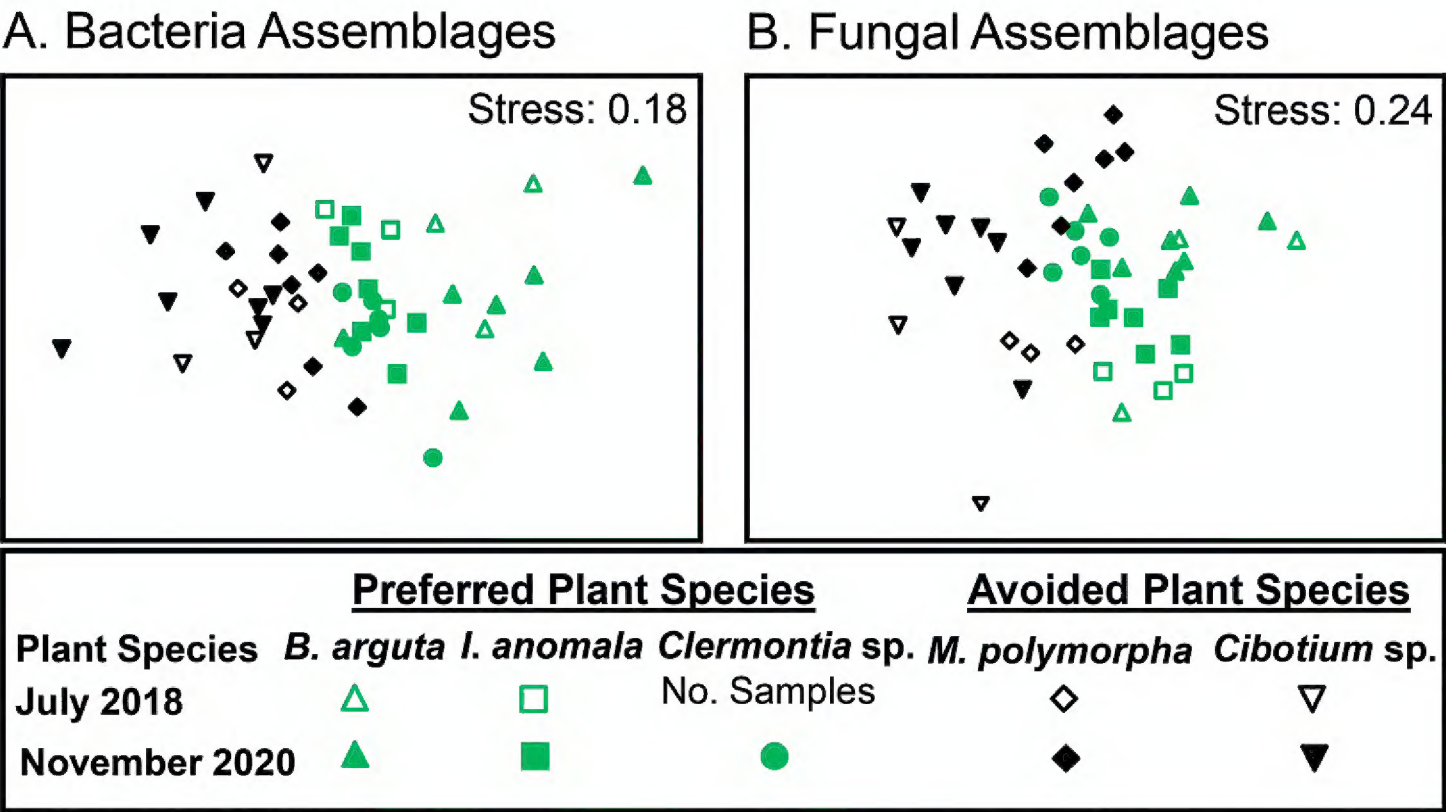 A. Bacteria Assemblages
B. Fungal Assemblages
Stress: 0.18
Stress: 0.24
Preferred Plant Species
Avoided Plant Species
Plant Species B. arguta I. anomala Clermontia sp. M. polymorpha Cibotium sp.
July 2018
No. Samples
November 2020